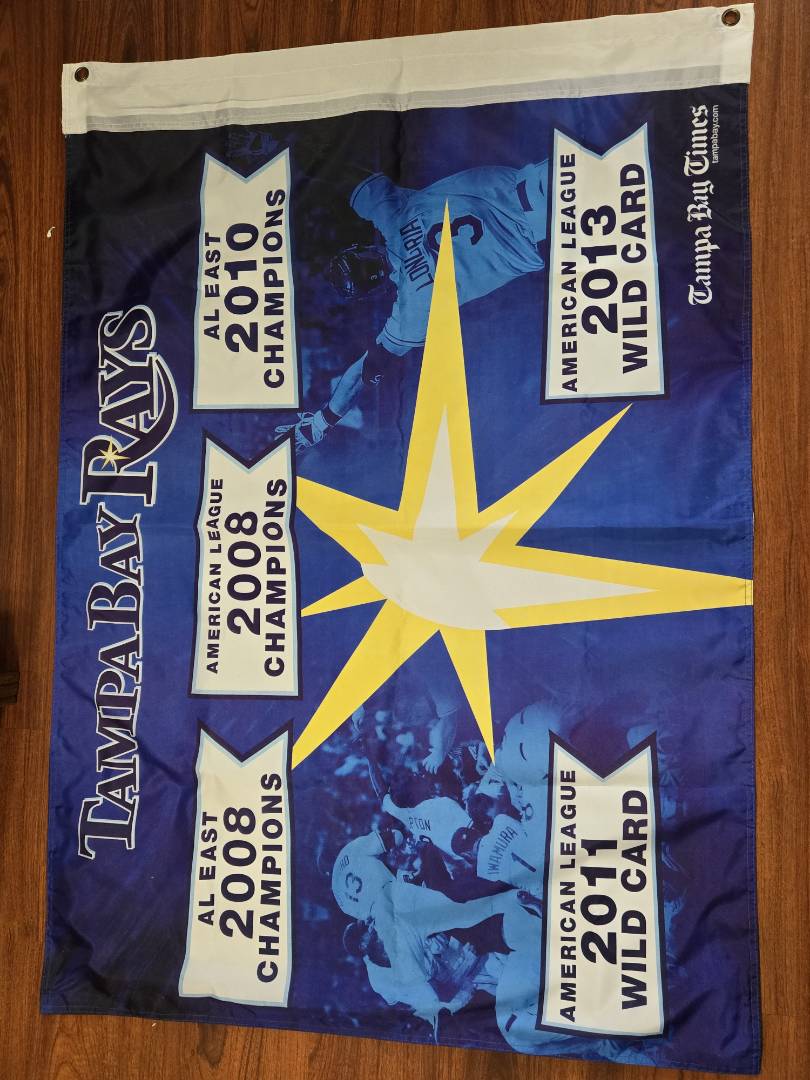 TAMPA BAY RAYS
AL EAST
2008
CHAMPIONS
AMERICAN LEAGUE
2008
CHAMPIONS
AL EAST
2010
CHAMPIONS
LONGORIA
3
PTON
IWAMURA
1
13
AMERICAN LEAGUE
2011
WILD CARD
AMERICAN LEAGUE
2013
WILD CARD
Tampa Bay Times
tampabay.com